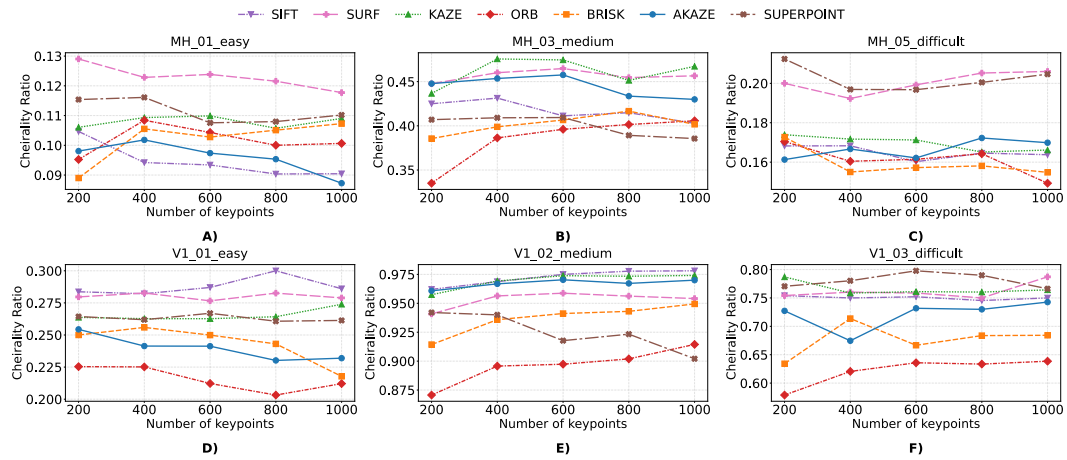 SIFT SURF KAZE ORB BRISK AKAZE SUPERPOINT
MH_01_easy
Cheirality Ratio
0.13
0.12
0.11
0.10
0.09
200 400 600 800 1000
Number of keypoints
A)
MH_03_medium
Cheirality Ratio
0.45
0.40
0.35
200 400 600 800 1000
Number of keypoints
B)
MH_05_difficult
Cheirality Ratio
0.20
0.18
0.16
200 400 600 800 1000
Number of keypoints
C)
V1_01_easy
Cheirality Ratio
0.300
0.275
0.250
0.225
0.200
200 400 600 800 1000
Number of keypoints
D)
V1_02_medium
Cheirality Ratio
0.975
0.950
0.925
0.900
0.875
200 400 600 800 1000
Number of keypoints
E)
V1_03_difficult
Cheirality Ratio
0.80
0.75
0.70
0.65
0.60
200 400 600 800 1000
Number of keypoints
F)